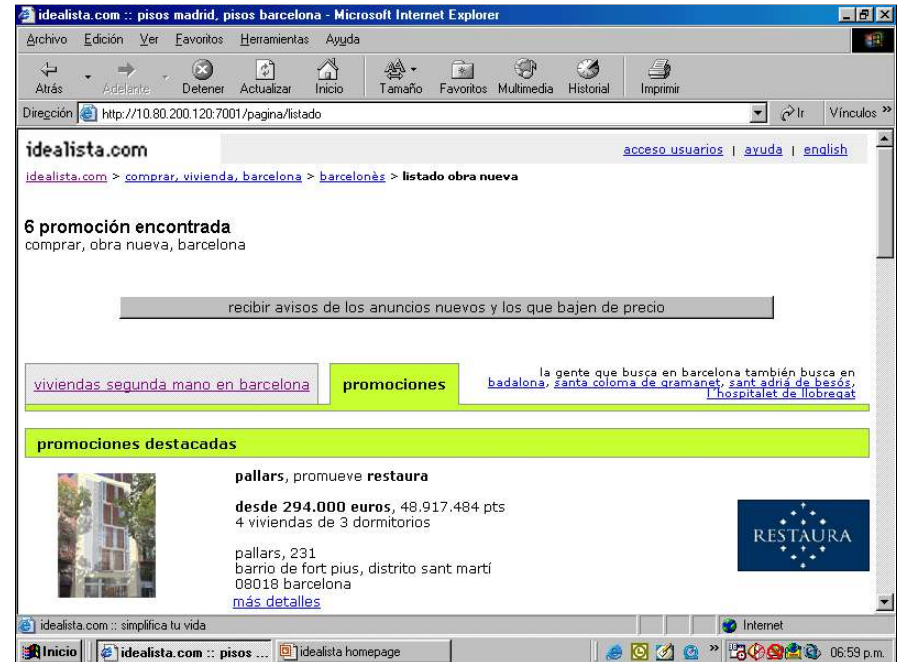 idealista.com :: pisos madrid, pisos barcelona - Microsoft Internet Explorer
Archivo Edición Ver Favoritos Herramientas Ayuda
Atrás Adelante Detener Actualizar Inicio Tamaño Favoritos Multimedia Historial Imprimir
Dirección http://10.80.200.120:7001/pagina/listado Ir Vínculos »
idealista.com acceso usuarios | ayuda | english
idealista.com > comprar, vivienda, barcelona > barcelonès > listado obra nueva
6 promoción encontrada
comprar, obra nueva, barcelona
recibir avisos de los anuncios nuevos y los que bajen de precio
viviendas segunda mano en barcelona
promociones
la gente que busca en barcelona también busca en
badalona, santa coloma de gramanet, sant adriá de besós,
l'hospitalet de llobregat
promociones destacadas
pallars, promueve restaura
desde 294.000 euros, 48.917.484 pts
4 viviendas de 3 dormitorios
RESTAURA
pallars, 231
barrio de fort pius, distrito sant martí
08018 barcelona
más detalles
idealista.com :: simplifica tu vida Internet
Inicio idealista.com :: pisos ... idealista homepage » 06:59 p.m.